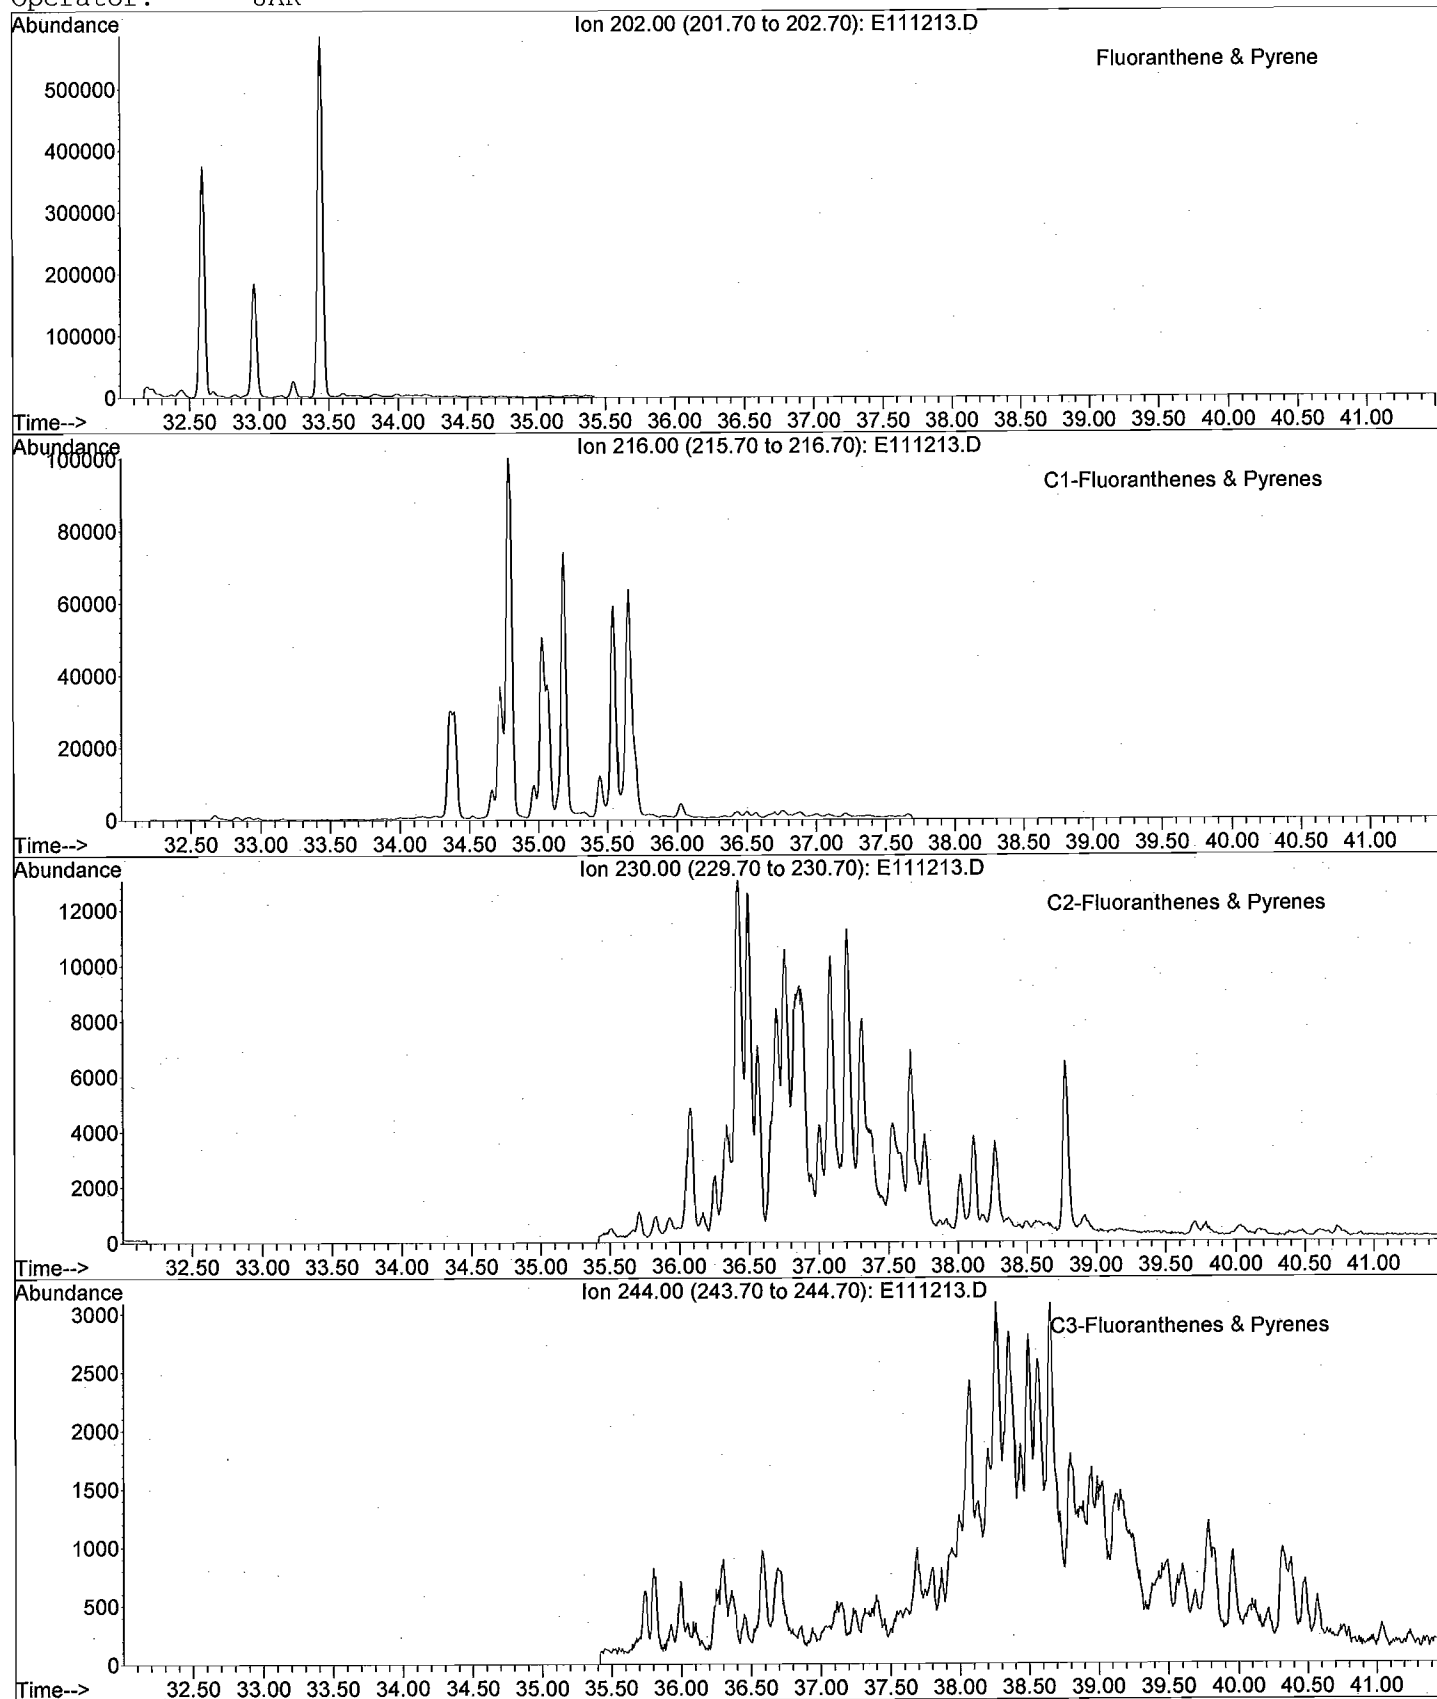 Operator: JAR
Abundance
Ion 202.00 (201.70 to 202.70): E111213.D
Fluoranthene & Pyrene
500000
400000
300000
200000
100000
0
Time--> 32.50 33.00 33.50 34.00 34.50 35.00 35.50 36.00 36.50 37.00 37.50 38.00 38.50 39.00 39.50 40.00 40.50 41.00
Abundance
Ion 216.00 (215.70 to 216.70): E111213.D
C1-Fluoranthenes & Pyrenes
100000
80000
60000
40000
20000
0
Time--> 32.50 33.00 33.50 34.00 34.50 35.00 35.50 36.00 36.50 37.00 37.50 38.00 38.50 39.00 39.50 40.00 40.50 41.00
Abundance
Ion 230.00 (229.70 to 230.70): E111213.D
C2-Fluoranthenes & Pyrenes
12000
10000
8000
6000
4000
2000
0
Time--> 32.50 33.00 33.50 34.00 34.50 35.00 35.50 36.00 36.50 37.00 37.50 38.00 38.50 39.00 39.50 40.00 40.50 41.00
Abundance
Ion 244.00 (243.70 to 244.70): E111213.D
C3-Fluoranthenes & Pyrenes
3000
2500
2000
1500
1000
500
0
Time--> 32.50 33.00 33.50 34.00 34.50 35.00 35.50 36.00 36.50 37.00 37.50 38.00 38.50 39.00 39.50 40.00 40.50 41.00